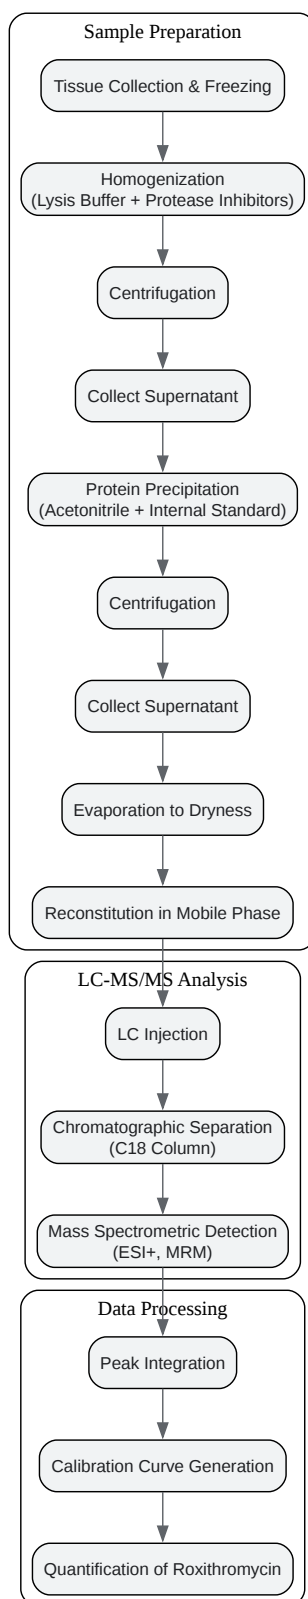 Sample Preparation
Tissue Collection & Freezing
Homogenization
(Lysis Buffer + Protease Inhibitors)
Centrifugation
Collect Supernatant
Protein Precipitation
(Acetonitrile + Internal Standard)
Centrifugation
Collect Supernatant
Evaporation to Dryness
Reconstitution in Mobile Phase
LC-MS/MS Analysis
LC Injection
Chromatographic Separation
(C18 Column)
Mass Spectrometric Detection
(ESI+, MRM)
Data Processing
Peak Integration
Calibration Curve Generation
Quantification of Roxithromycin